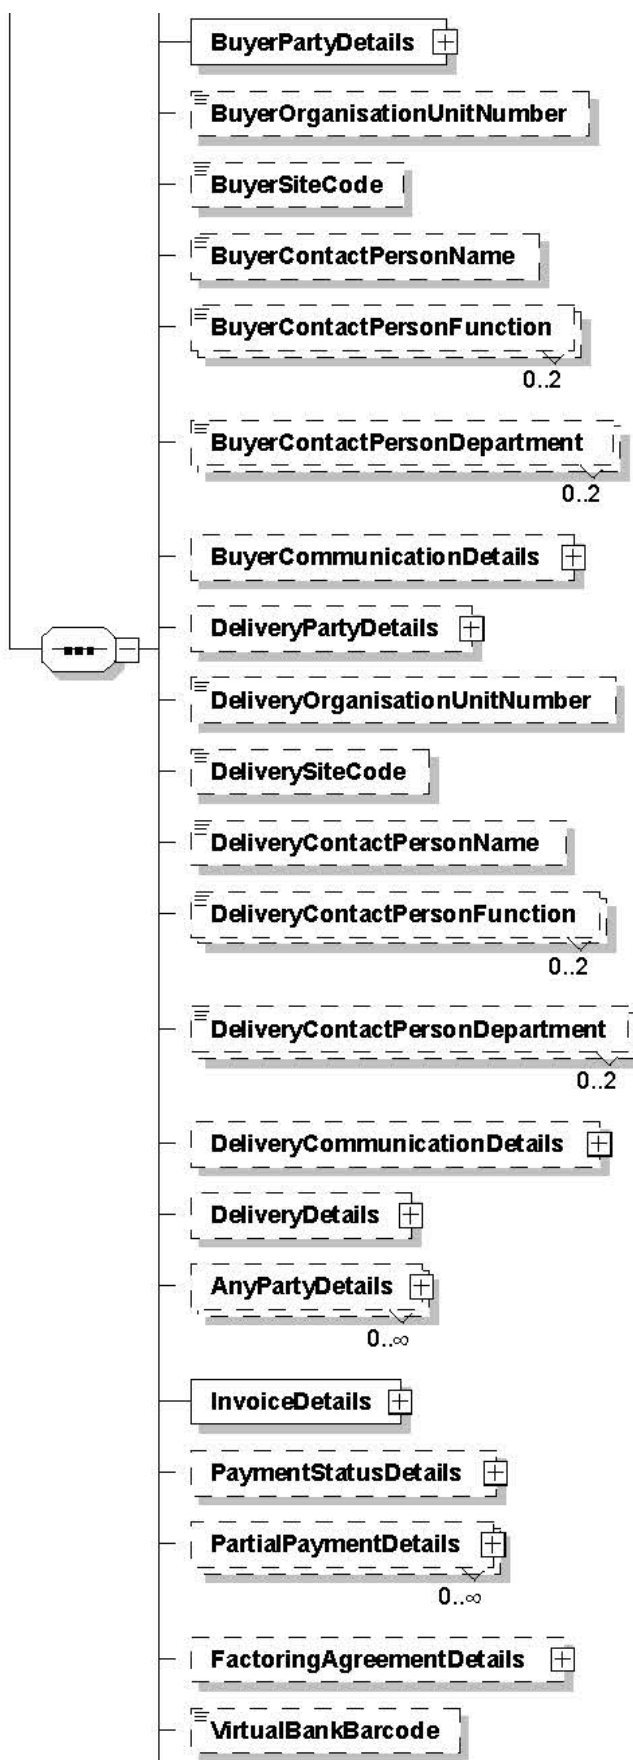 BuyerPartyDetails
BuyerOrganisationUnitNumber
BuyerSiteCode
BuyerContactPersonName
BuyerContactPersonFunction
0..2
BuyerContactPersonDepartment
0..2
BuyerCommunicationDetails
DeliveryPartyDetails
DeliveryOrganisationUnitNumber
DeliverySiteCode
DeliveryContactPersonName
DeliveryContactPersonFunction
0..2
DeliveryContactPersonDepartment
0..2
DeliveryCommunicationDetails
DeliveryDetails
AnyPartyDetails
0..∞
InvoiceDetails
PaymentStatusDetails
PartialPaymentDetails
0..∞
FactoringAgreementDetails
VirtualBankBarcode